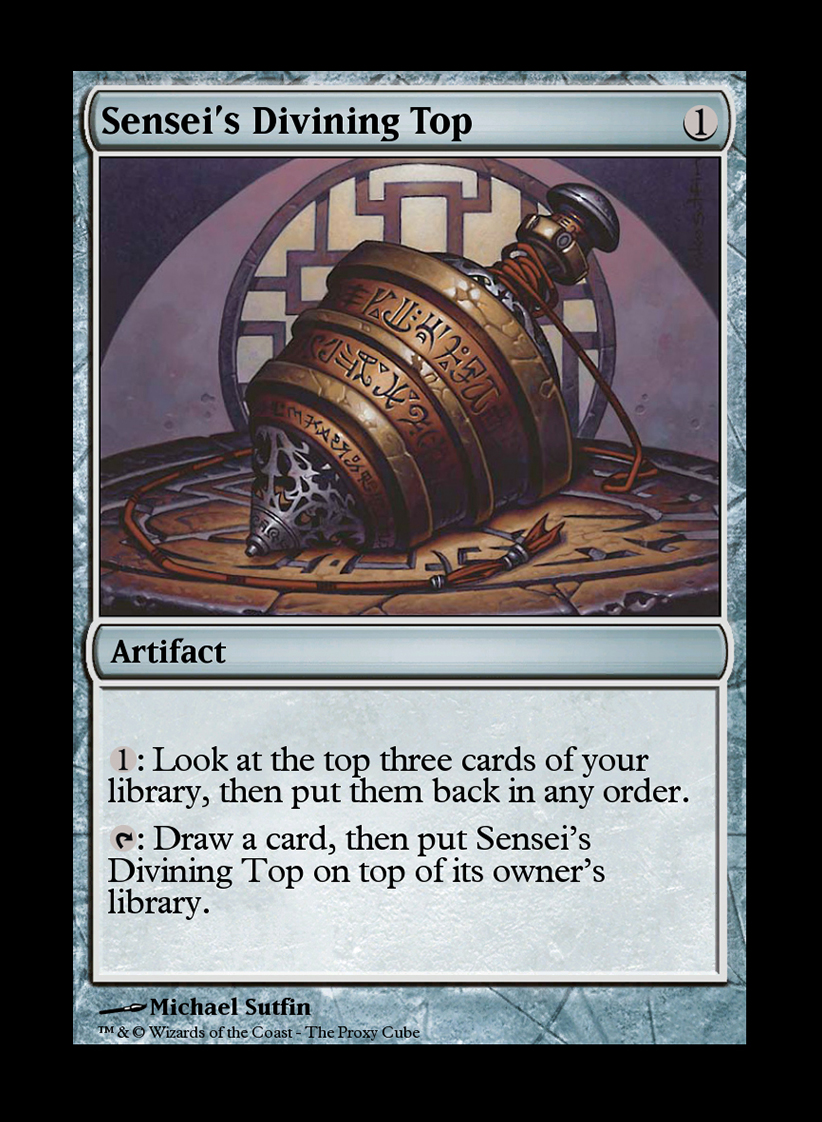 Sensei's Divining Top 1
Artifact
1: Look at the top three cards of your
library, then put them back in any order.
: Draw a card, then put Sensei's
Divining Top on top of its owner's
library.
Michael Sutfin
™ & © Wizards of the Coast - The Proxy Cube